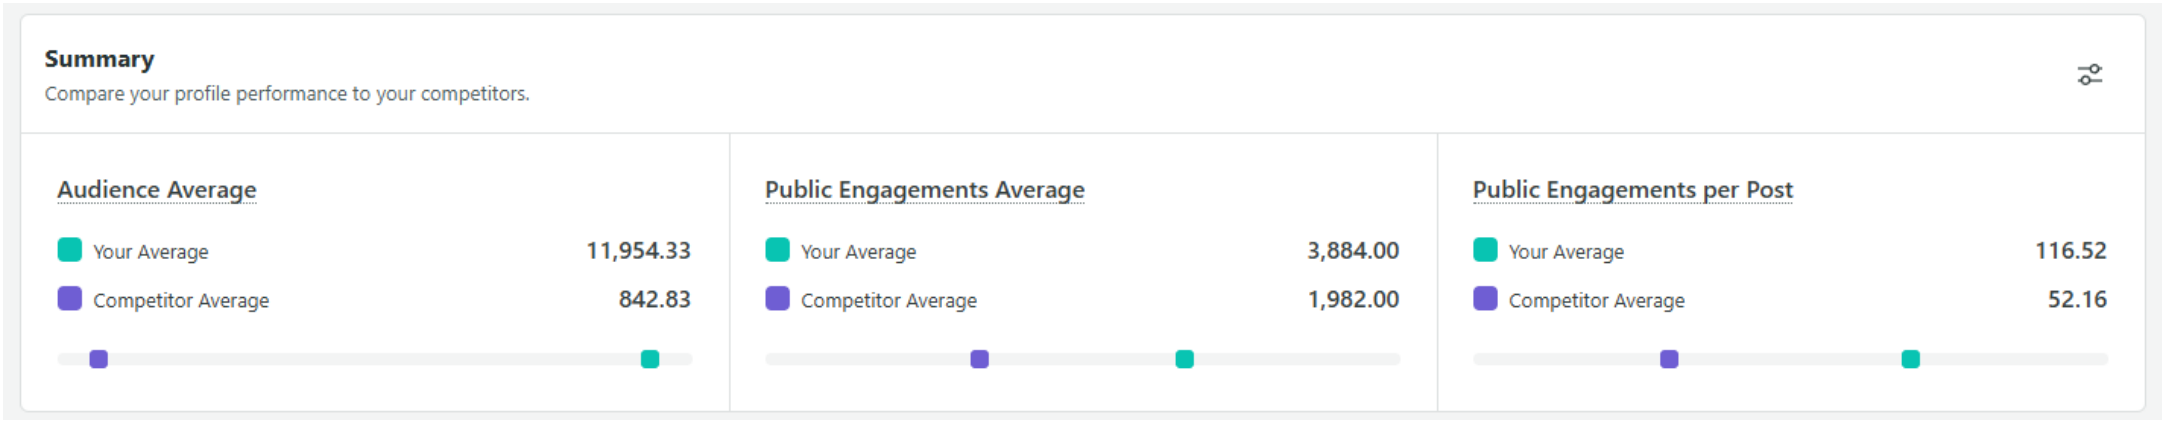 Summary
Compare your profile performance to your competitors.
Audience Average
Your Average 11,954.33
Competitor Average 842.83
Public Engagements Average
Your Average 3,884.00
Competitor Average 1,982.00
Public Engagements per Post
Your Average 116.52
Competitor Average 52.16